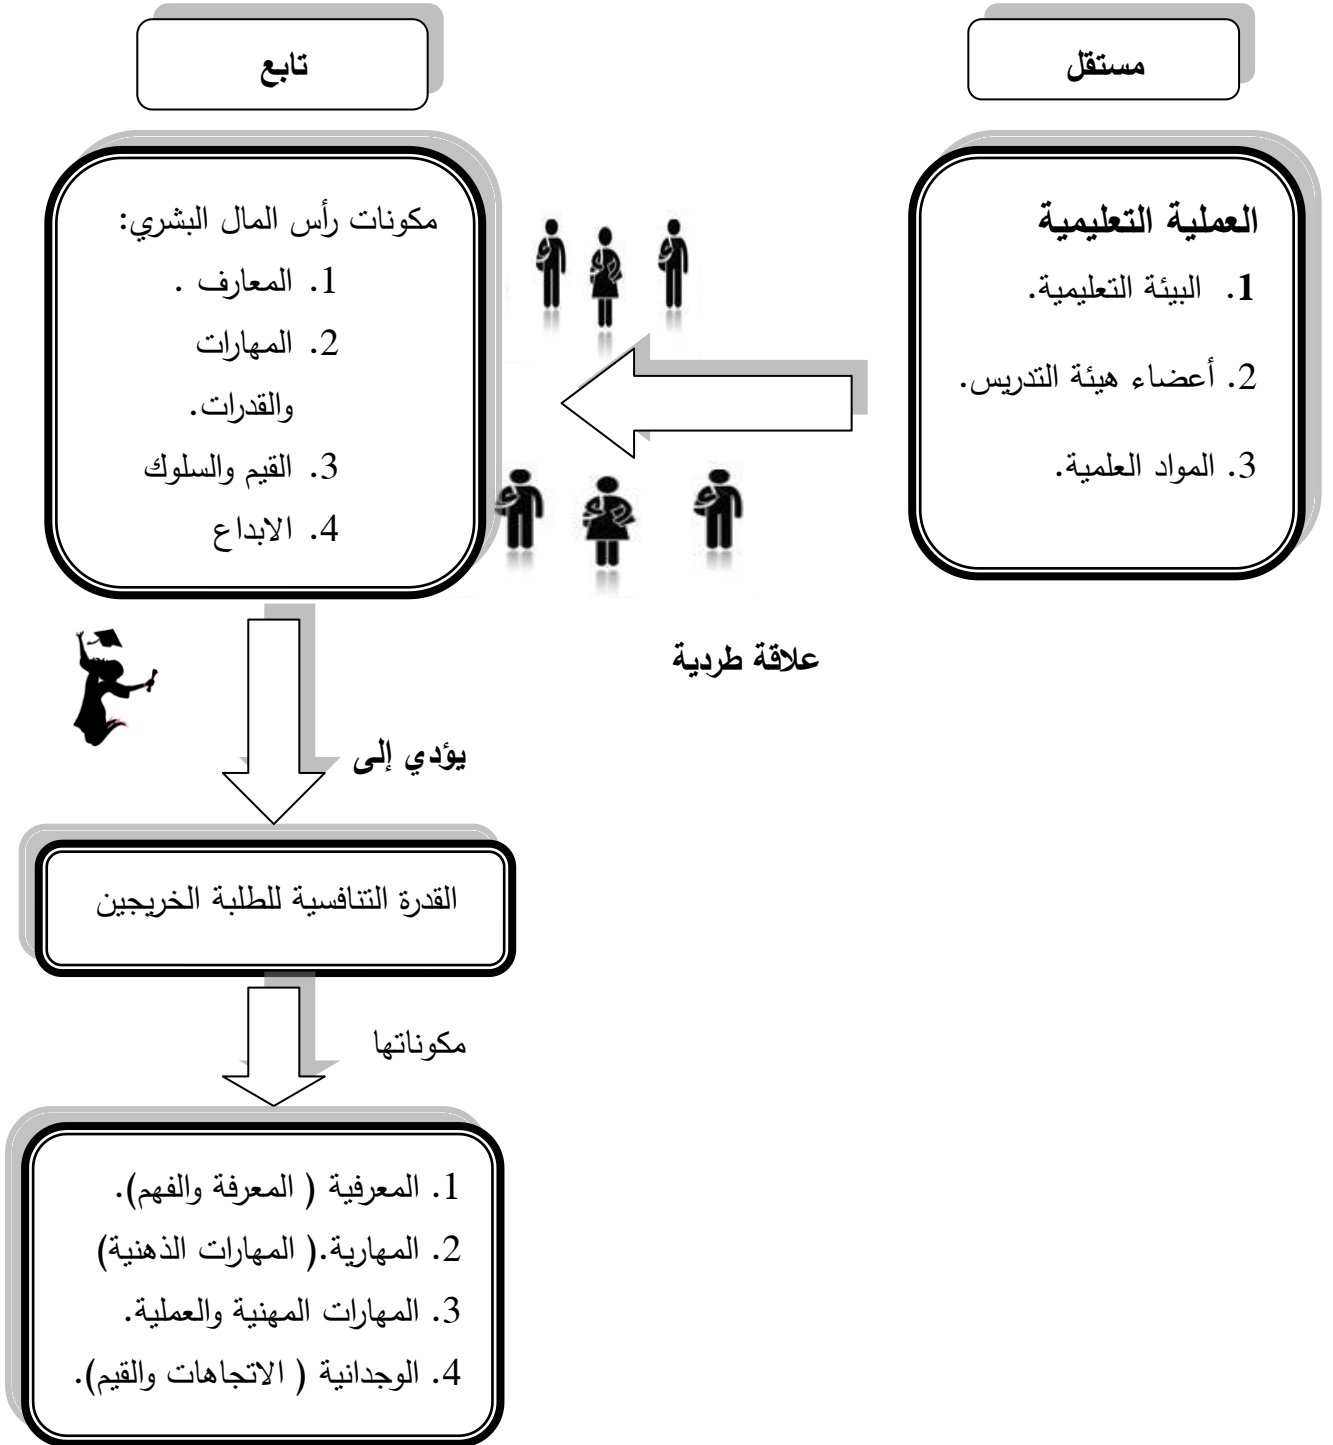 مستقل
العملية التعليمية
1. البيئة التعليمية.
2. أعضاء هيئة التدريس.
3. المواد العلمية.
تابع
مكونات رأس المال البشري:
1. المعارف .
2. المهارات
والقدرات.
3. القيم والسلوك
4. الابداع
علاقة طردية
يؤدي إلى
القدرة التنافسية للطلبة الخريجين
مكوناتها
1. المعرفية ( المعرفة والفهم).
2. المهارية.( المهارات الذهنية)
3. المهارات المهنية والعملية.
4. الوجدانية ( الاتجاهات والقيم).